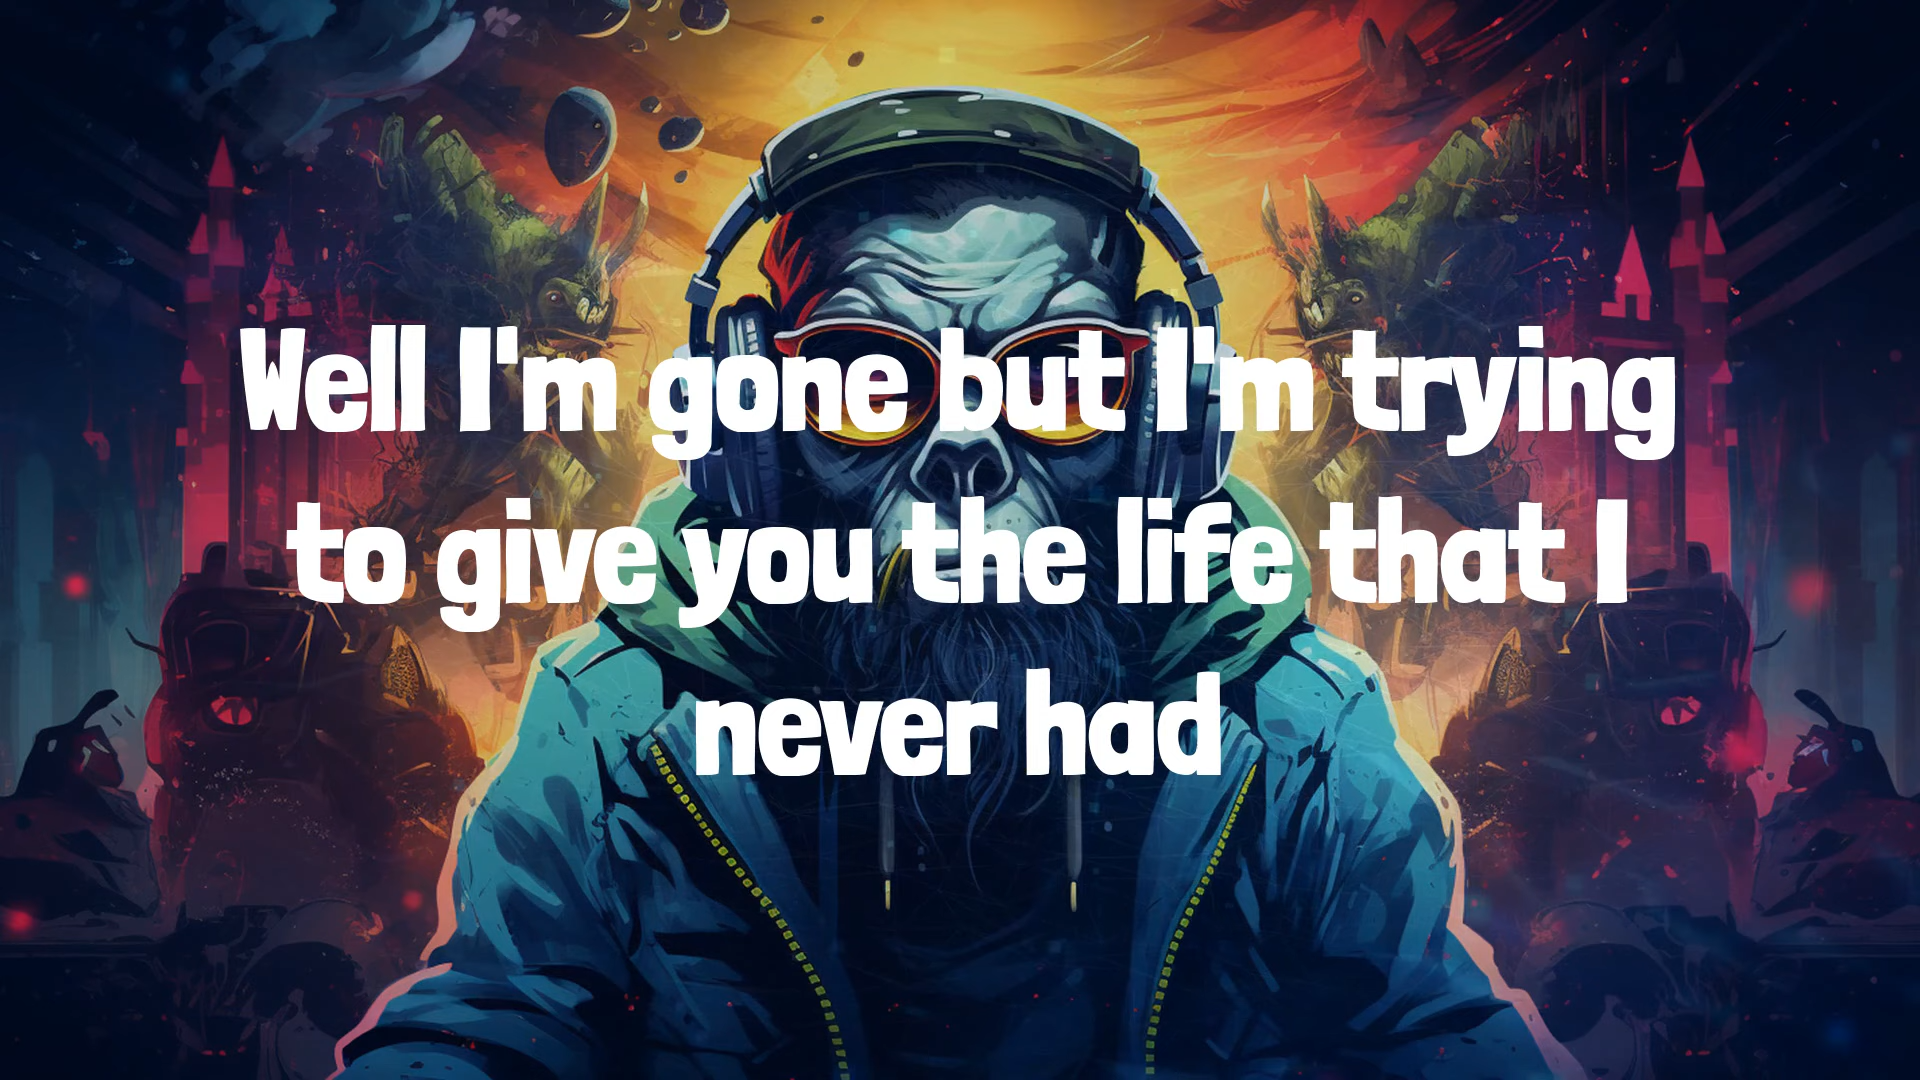 Well I'm gone but I'm trying
to give you the life that I
never had